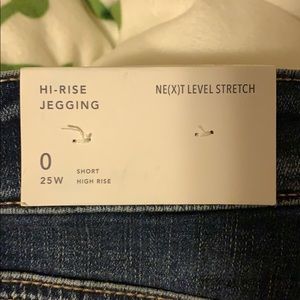 HI-RISE
JEGGING
NE(X)T LEVEL STRETCH
0
SHORT
25W
HIGH RISE